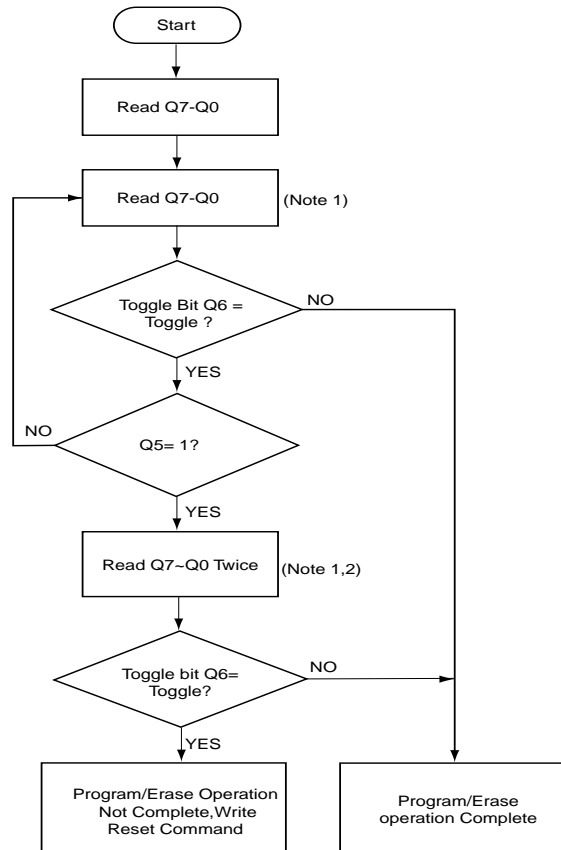 Start
Read Q7-Q0
Read Q7-Q0
(Note 1)
Toggle Bit Q6 =
Toggle ?
NO
YES
NO
Q5= 1?
YES
Read Q7~Q0 Twice
(Note 1,2)
Toggle bit Q6=
Toggle?
NO
YES
Program/Erase Operation
Not Complete,Write
Reset Command
Program/Erase
operation Complete